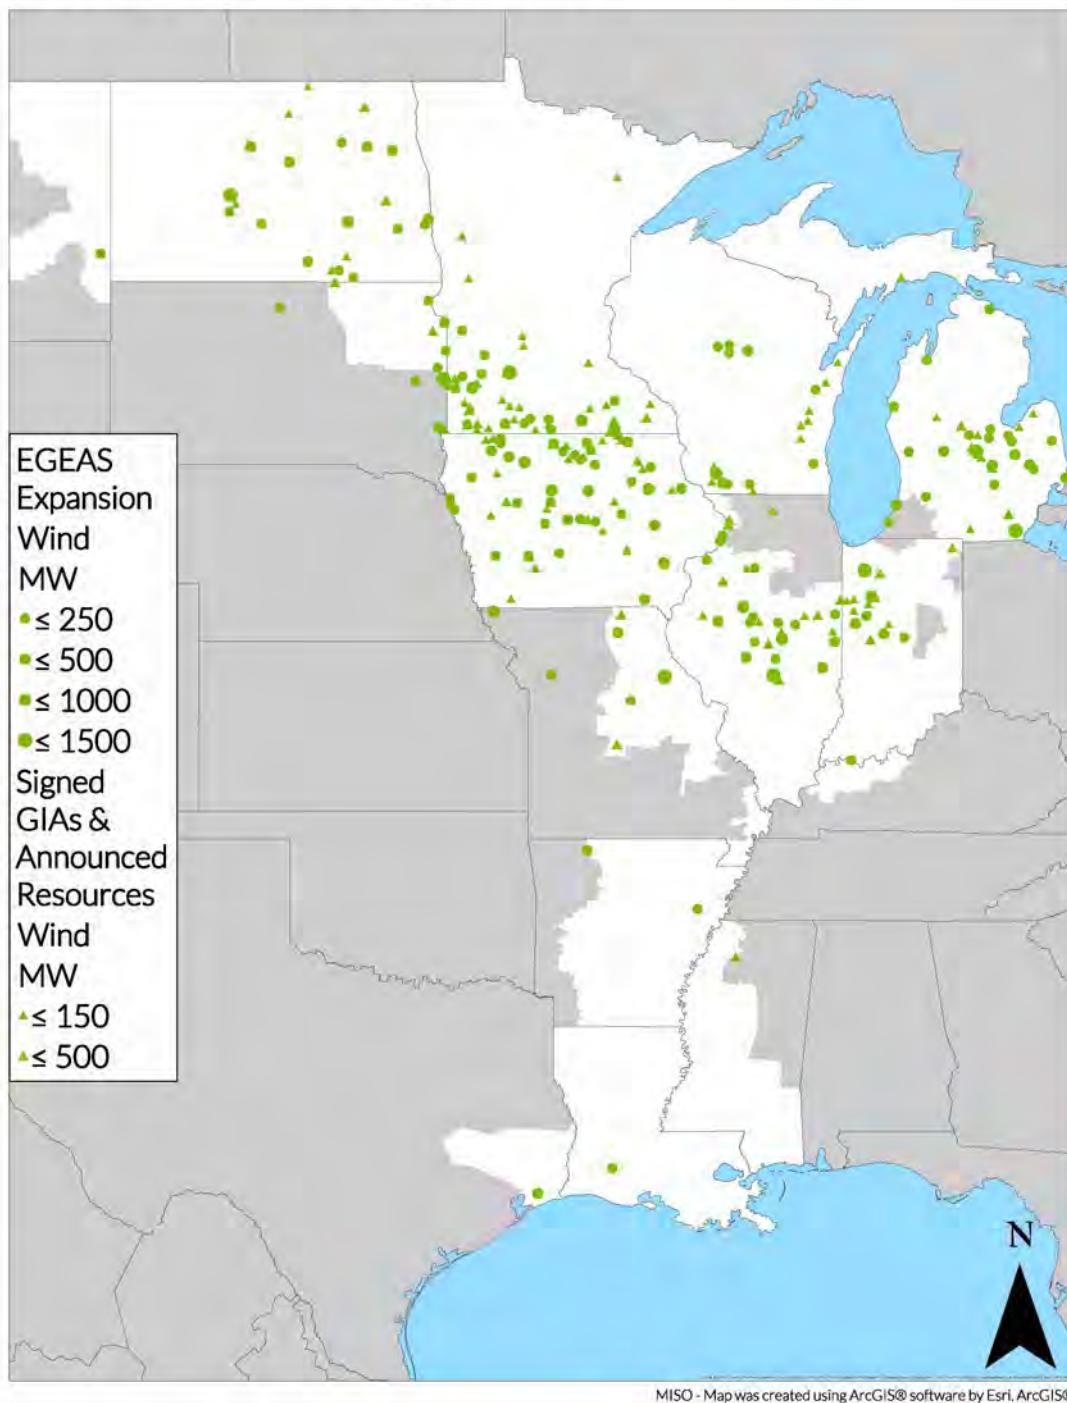 EGEAS
Expansion
Wind
MW
≤ 250
≤ 500
≤ 1000
≤ 1500
Signed
GIAs &
Announced
Resources
Wind
MW
≤ 150
≤ 500
N
MISO - Map was created using ArcGIS® software by Esri. ArcGIS®